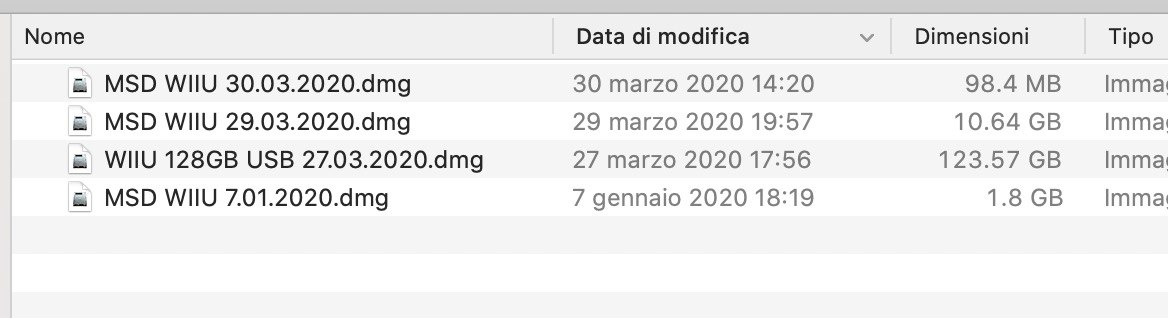 Nome Data di modifica Dimensioni Tipo
MSD WIIU 30.03.2020.dmg 30 marzo 2020 14:20 98.4 MB Immag
MSD WIIU 29.03.2020.dmg 29 marzo 2020 19:57 10.64 GB Immag
WIIU 128GB USB 27.03.2020.dmg 27 marzo 2020 17:56 123.57 GB Immag
MSD WIIU 7.01.2020.dmg 7 gennaio 2020 18:19 1.8 GB Immag